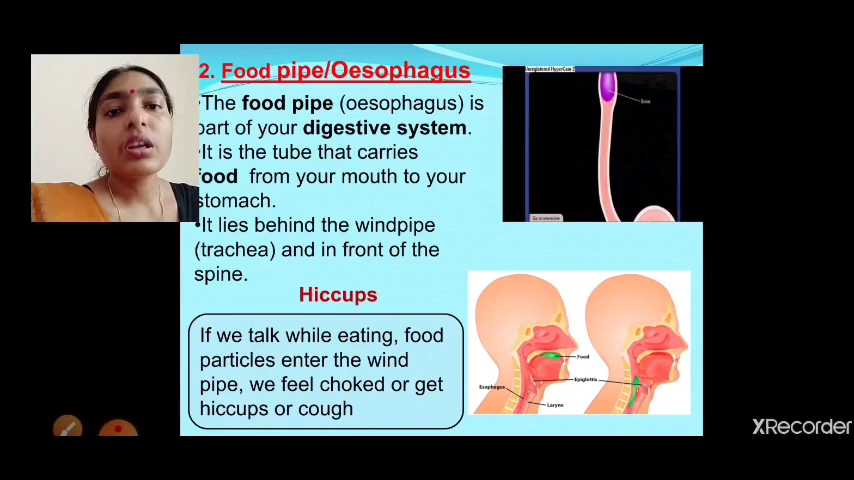 2. Food pipe/Oesophagus
•The food pipe (oesophagus) is
part of your digestive system.
•It is the tube that carries
food from your mouth to your
stomach.
•It lies behind the windpipe
(trachea) and in front of the
spine.
Hiccups
If we talk while eating, food
particles enter the wind
pipe, we feel choked or get
hiccups or cough
Unregistered HyperCam 2
Food
Epiglottis
Esophagus
Larynx
XRecorder